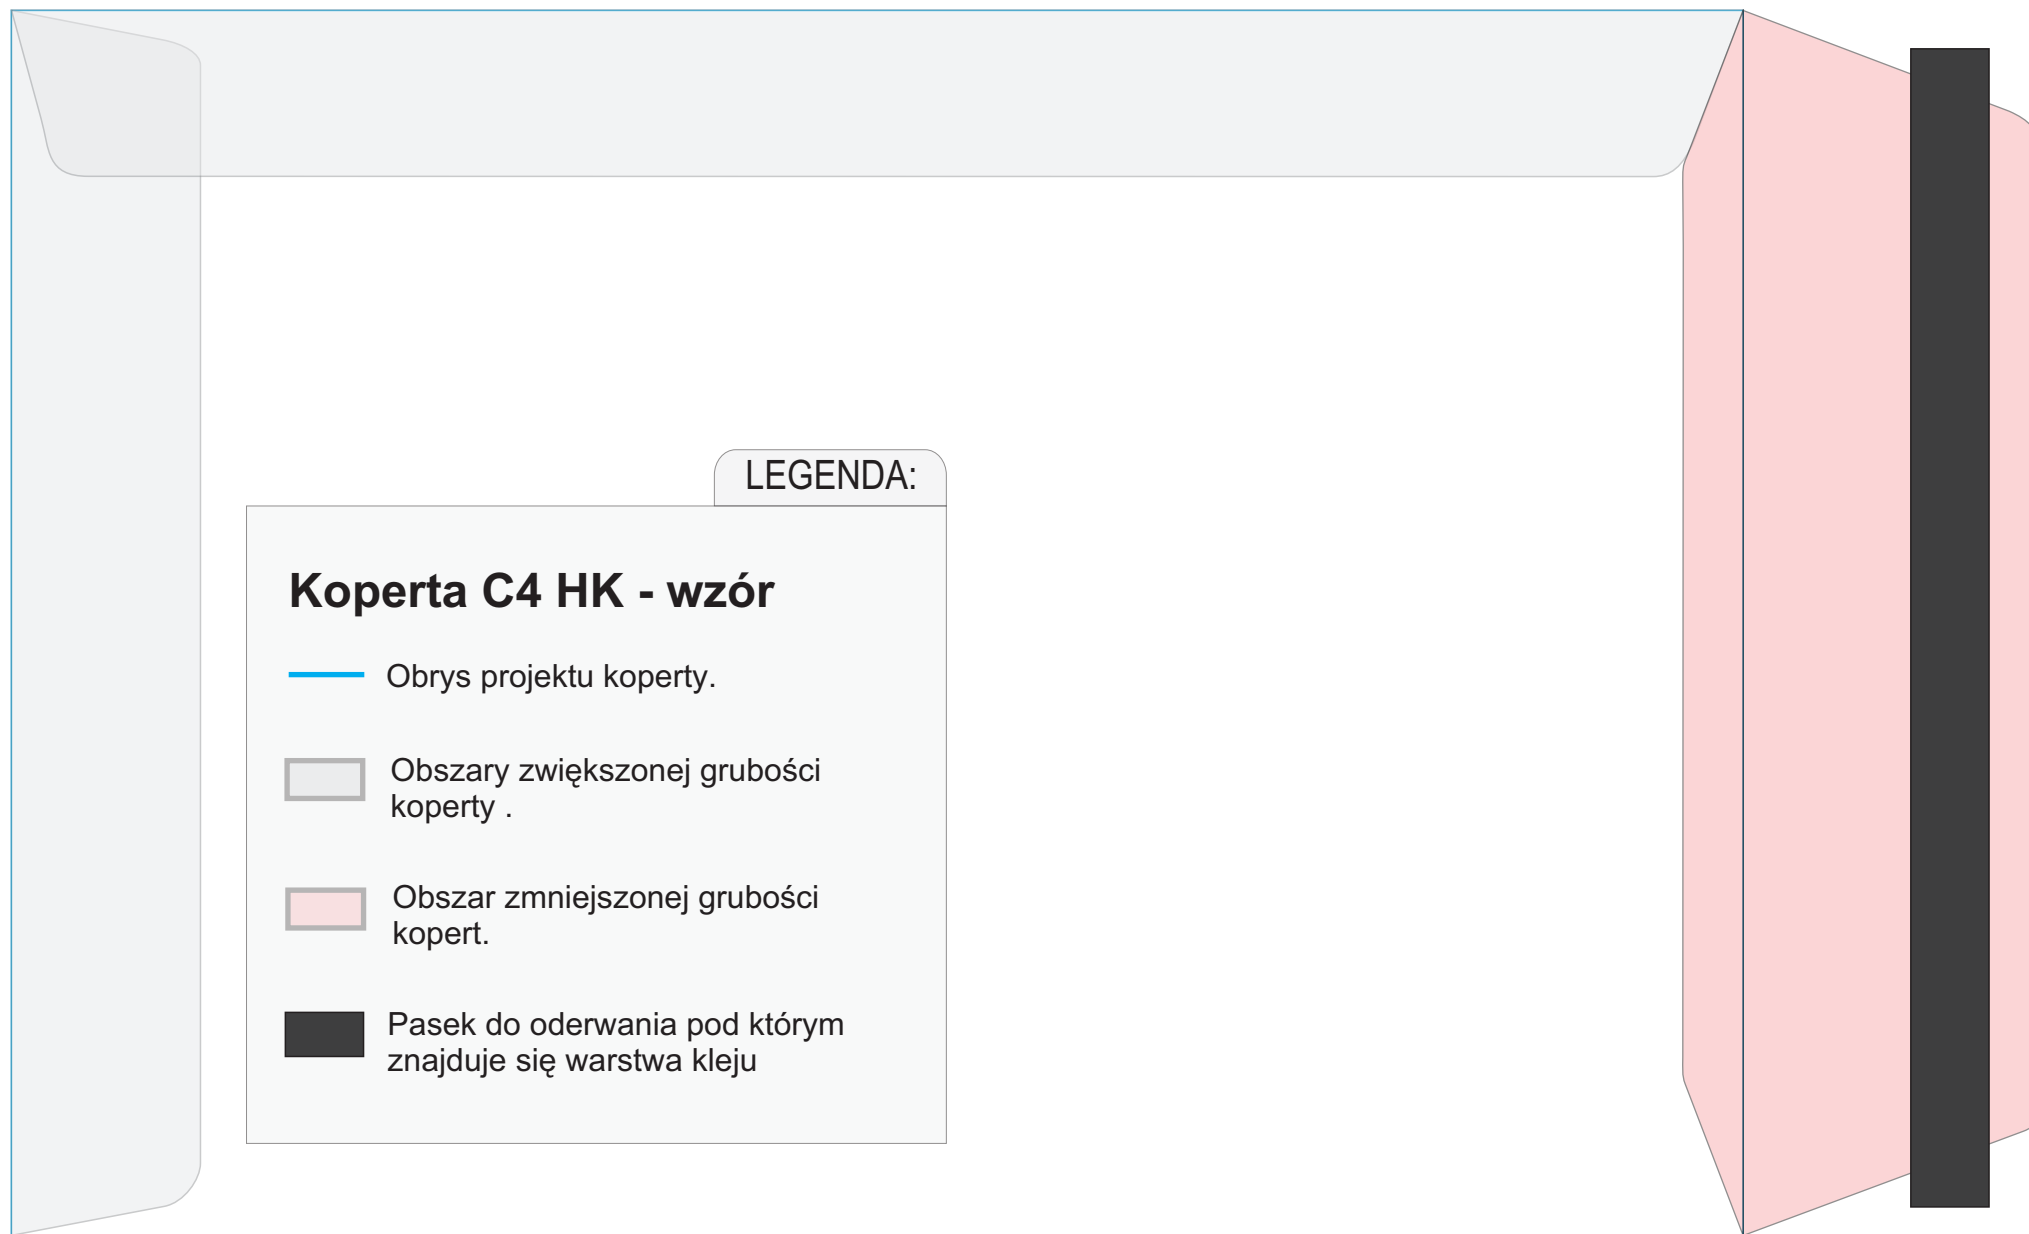 LEGENDA:
Koperta C4 HK - wzór
Obrys projektu koperty.
Obszary zwiększonej grubości
koperty .
Obszar zmniejszonej grubości
kopert.
Pasek do oderwania pod którym
znajduje się warstwa kleju